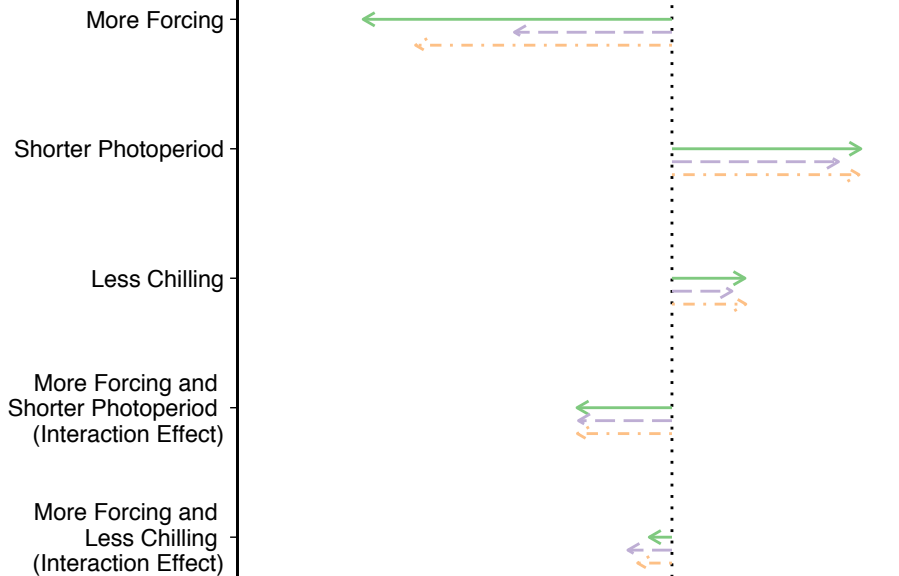 More Forcing
Shorter Photoperiod
Less Chilling
More Forcing and
Shorter Photoperiod
(Interaction Effect)
More Forcing and
Less Chilling
(Interaction Effect)